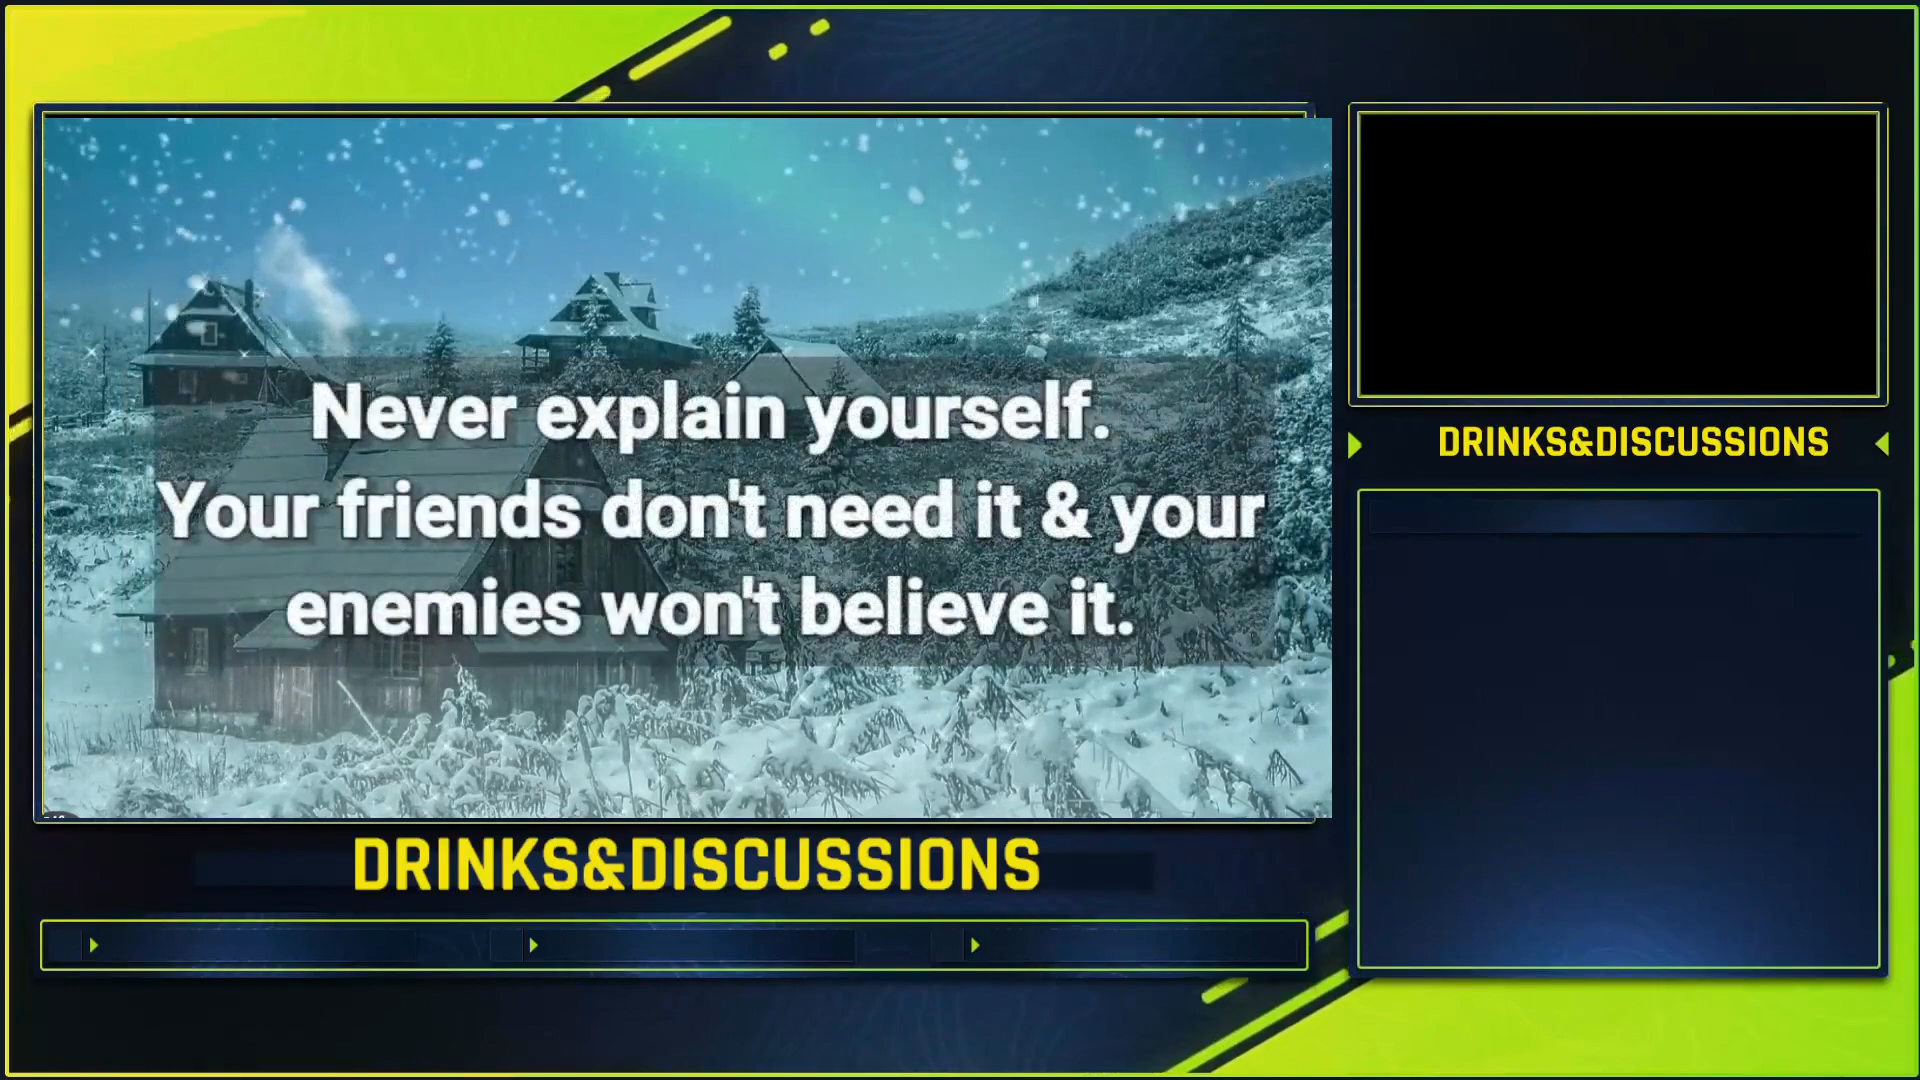 Never explain yourself.
Your friends don't need it & your
enemies won't believe it.
DRINKS&DISCUSSIONS
DRINKS&DISCUSSIONS